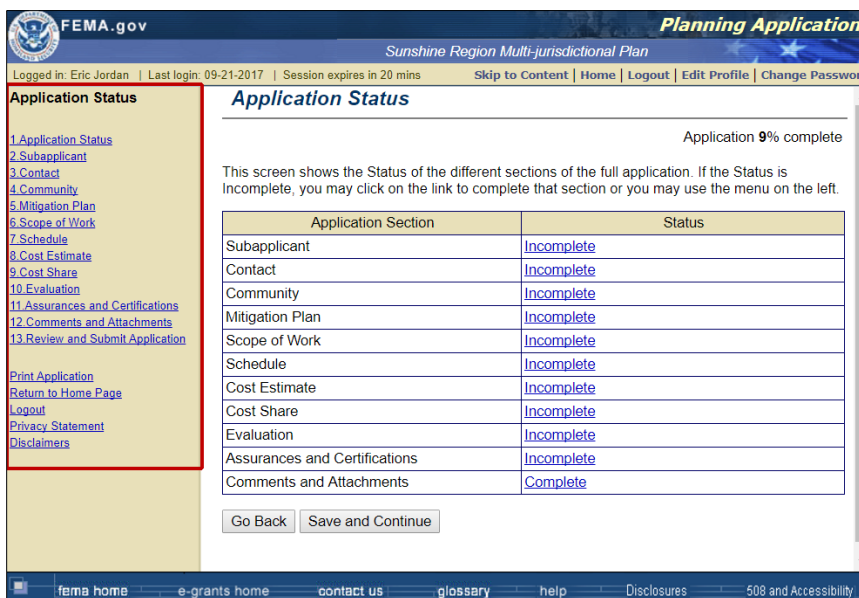 FEMA.gov
Planning Application
Sunshine Region Multi-jurisdictional Plan
Logged in: Eric Jordan | Last login: 09-21-2017 | Session expires in 20 mins
Skip to Content | Home | Logout | Edit Profile | Change Passwor
Application Status
1.Application Status
2.Subapplicant
3.Contact
4.Community
5.Mitigation Plan
6.Scope of Work
7.Schedule
8.Cost Estimate
9.Cost Share
10.Evaluation
11.Assurances and Certifications
12.Comments and Attachments
13.Review and Submit Application
Print Application
Return to Home Page
Logout
Privacy Statement
Disclaimers
Application Status
Application 9% complete
This screen shows the Status of the different sections of the full application. If the Status is
Incomplete, you may click on the link to complete that section or you may use the menu on the left.
Application Section Status
Subapplicant Incomplete
Contact Incomplete
Community Incomplete
Mitigation Plan Incomplete
Scope of Work Incomplete
Schedule Incomplete
Cost Estimate Incomplete
Cost Share Incomplete
Evaluation Incomplete
Assurances and Certifications Incomplete
Comments and Attachments Complete
Go Back Save and Continue
fema home e-grants home contact us glossary help Disclosures 508 and Accessibility